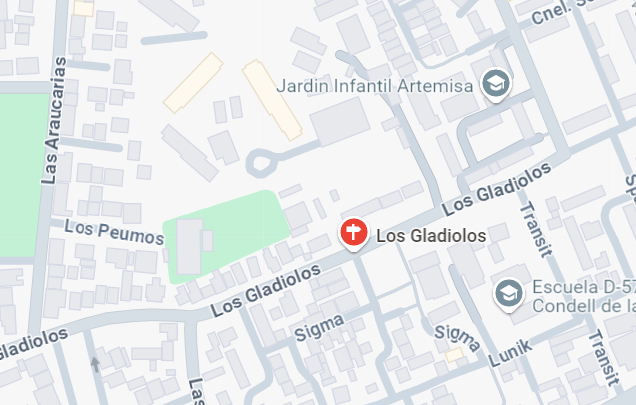 Cnel. S
Jardin Infantil Artemisa
Las Araucarias
Los Gladiolos
Los Peumos
Los Gladiolos
Transit
Los Gladiolos
Escuela D-57
Condell de la
Sigma
Sigma
Gladiolos
Lunik
Transit
Las